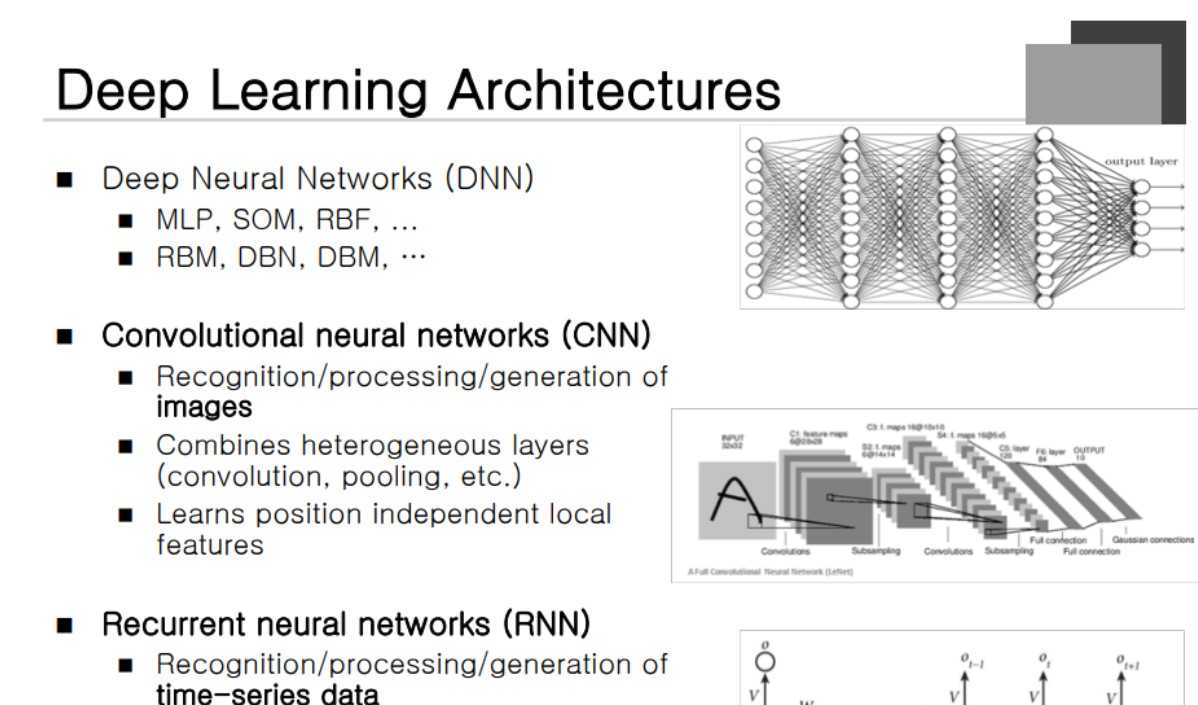 Deep Learning Architectures
■ Deep Neural Networks (DNN)
■ MLP, SOM, RBF, ...
■ RBM, DBN, DBM, ⋯
output layer
■ Convolutional neural networks (CNN)
■ Recognition/processing/generation of
images
■ Combines heterogeneous layers
(convolution, pooling, etc.)
■ Learns position independent local
features
INPUT
32x32
C1: feature maps
6@28x28
S2: f. maps
6@14x14
C3: f. maps 16@10x10
S4: f. maps 16@5x5
C5: layer
120
F6: layer
84
OUTPUT
10
Convolutions
Subsampling
Convolutions
Subsampling
Full connection
Full connection
Gaussian connections
A Full Convolutional Neural Network (LeNet)
■ Recurrent neural networks (RNN)
■ Recognition/processing/generation of
time-series data
o
V
W
o_{t-1}
V
o_t
V
o_{t+1}
V